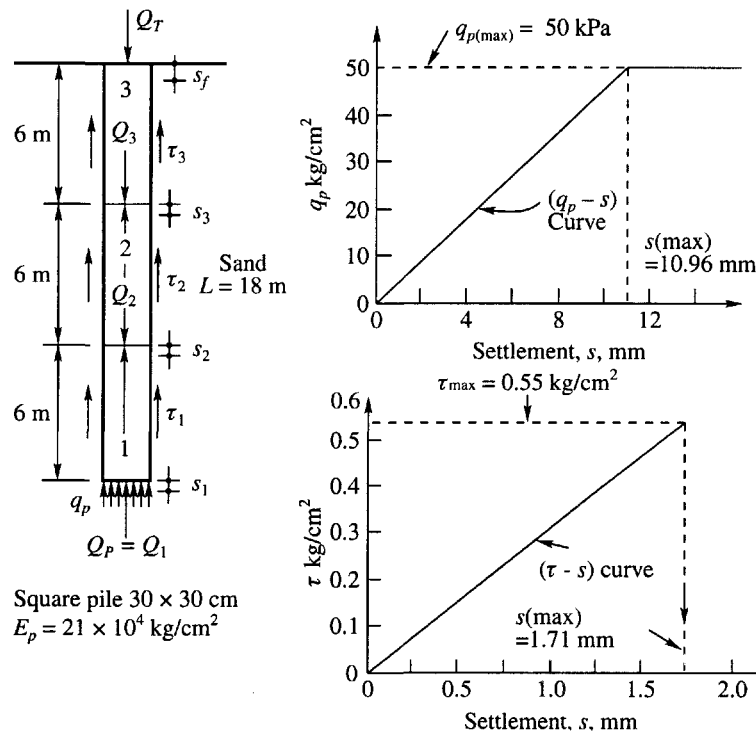 Q_T
s_f
3
6 m
Q_3
τ_3
s_3
2
6 m
Q_2
τ_2
Sand
L = 18 m
s_2
6 m
τ_1
1
s_1
q_p
Q_P = Q_1
Square pile 30 × 30 cm
E_p = 21 × 10^4 kg/cm^2
q_p(max) = 50 kPa
50
40
30
20
10
0
q_p kg/cm^2
(q_p – s)
Curve
s(max)
=10.96 mm
0
4
8
12
Settlement, s, mm
τ_max = 0.55 kg/cm^2
0.6
0.5
0.4
0.3
0.2
0.1
0
τ kg/cm^2
(τ - s) curve
s(max)
=1.71 mm
0
0.5
1.0
1.5
2.0
Settlement, s, mm